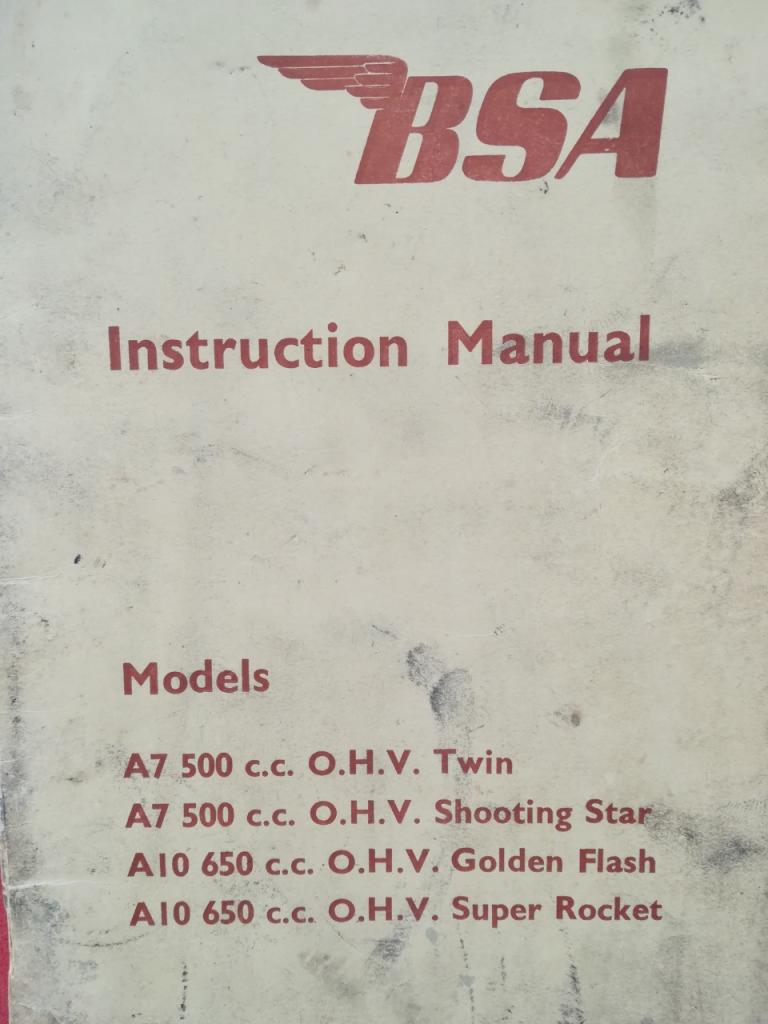 BSA
Instruction Manual
Models
A7 500 c.c. O.H.V. Twin
A7 500 c.c. O.H.V. Shooting Star
A10 650 c.c. O.H.V. Golden Flash
A10 650 c.c. O.H.V. Super Rocket